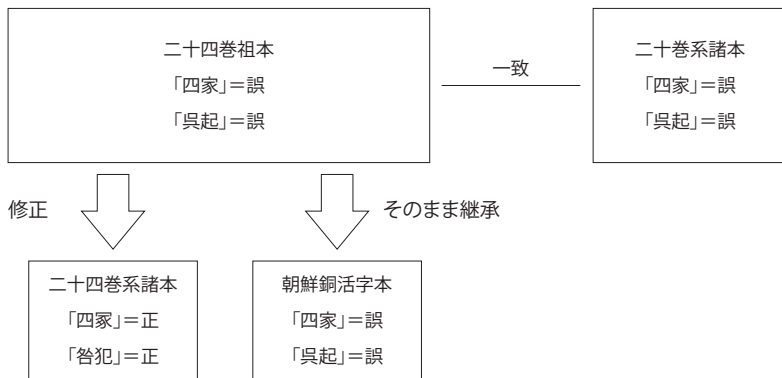 二十四巻祖本
「四家」＝誤
「呉起」＝誤
一致
二十巻系諸本
「四家」＝誤
「呉起」＝誤
修正
そのまま継承
二十四巻系諸本
「四冢」＝正
「咎犯」＝正
朝鮮銅活字本
「四家」＝誤
「呉起」＝誤